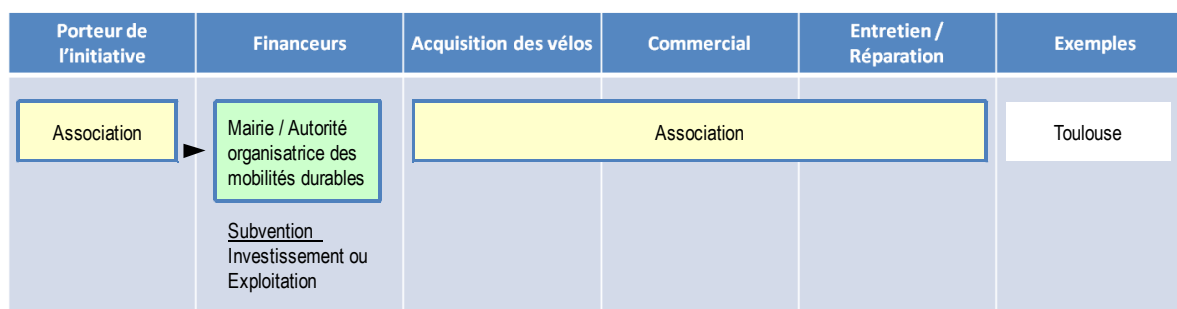 Porteur de
l'initiative
Financeurs
Acquisition des vélos
Commercial
Entretien /
Réparation
Exemples
Association
Mairie / Autorité
organisatrice des
mobilités durables
Association
Toulouse
Subvention
Investissement ou
Exploitation